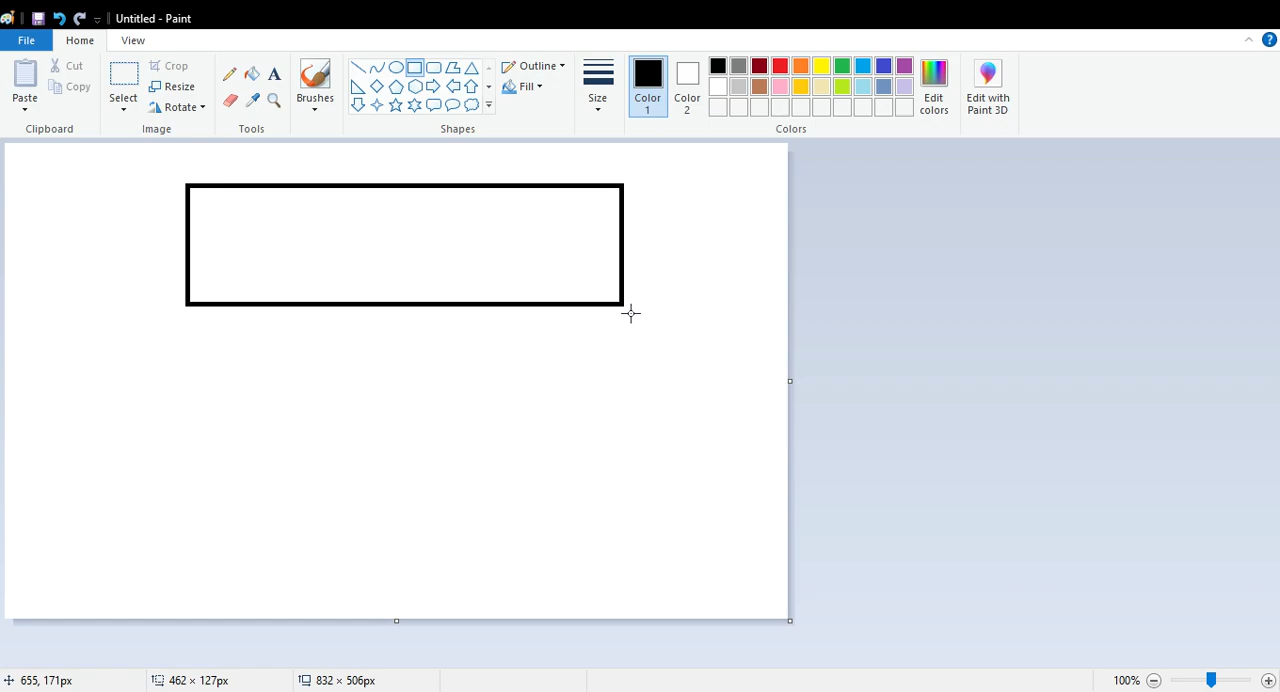 Untitled - Paint
File Home View
Paste
Cut
Copy
Clipboard
Select
Crop
Resize
Rotate
Image
A
Tools
Brushes
Shapes
Outline
Fill
Size
Color 1
Color 2
Edit colors
Colors
Edit with Paint 3D
?
655, 171px 462 × 127px 832 × 506px 100%